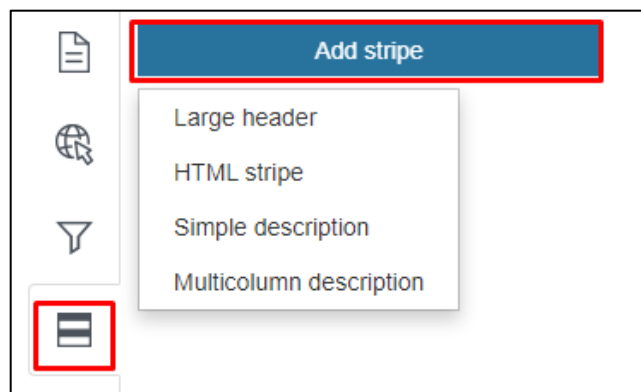 Add stripe
Large header
HTML stripe
Simple description
Multicolumn description